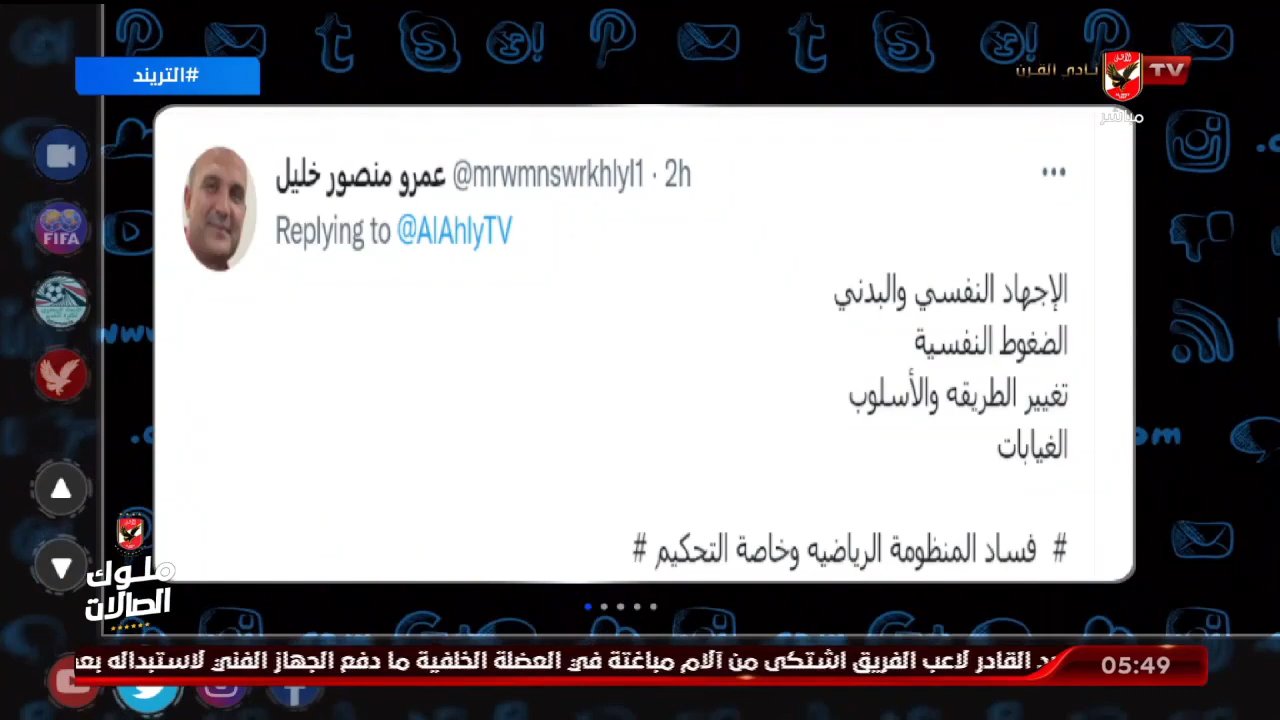 #التريند
نادي القرن
TV
مباشر
عمرو منصور خليل @mrwmnswrkhlyl1 · 2h
Replying to @AlAhlyTV
الإجهاد النفسي والبدني
الضغوط النفسية
تغيير الطريقه والأسلوب
الغيابات
# فساد المنظومة الرياضيه وخاصة التحكيم #
FIFA
www.
ملوك
الصالات
د القادر لاعب الفريق اشتكى من آلام مباغتة في العضلة الخلفية ما دفع الجهاز الفني لاستبداله بعد
05:49